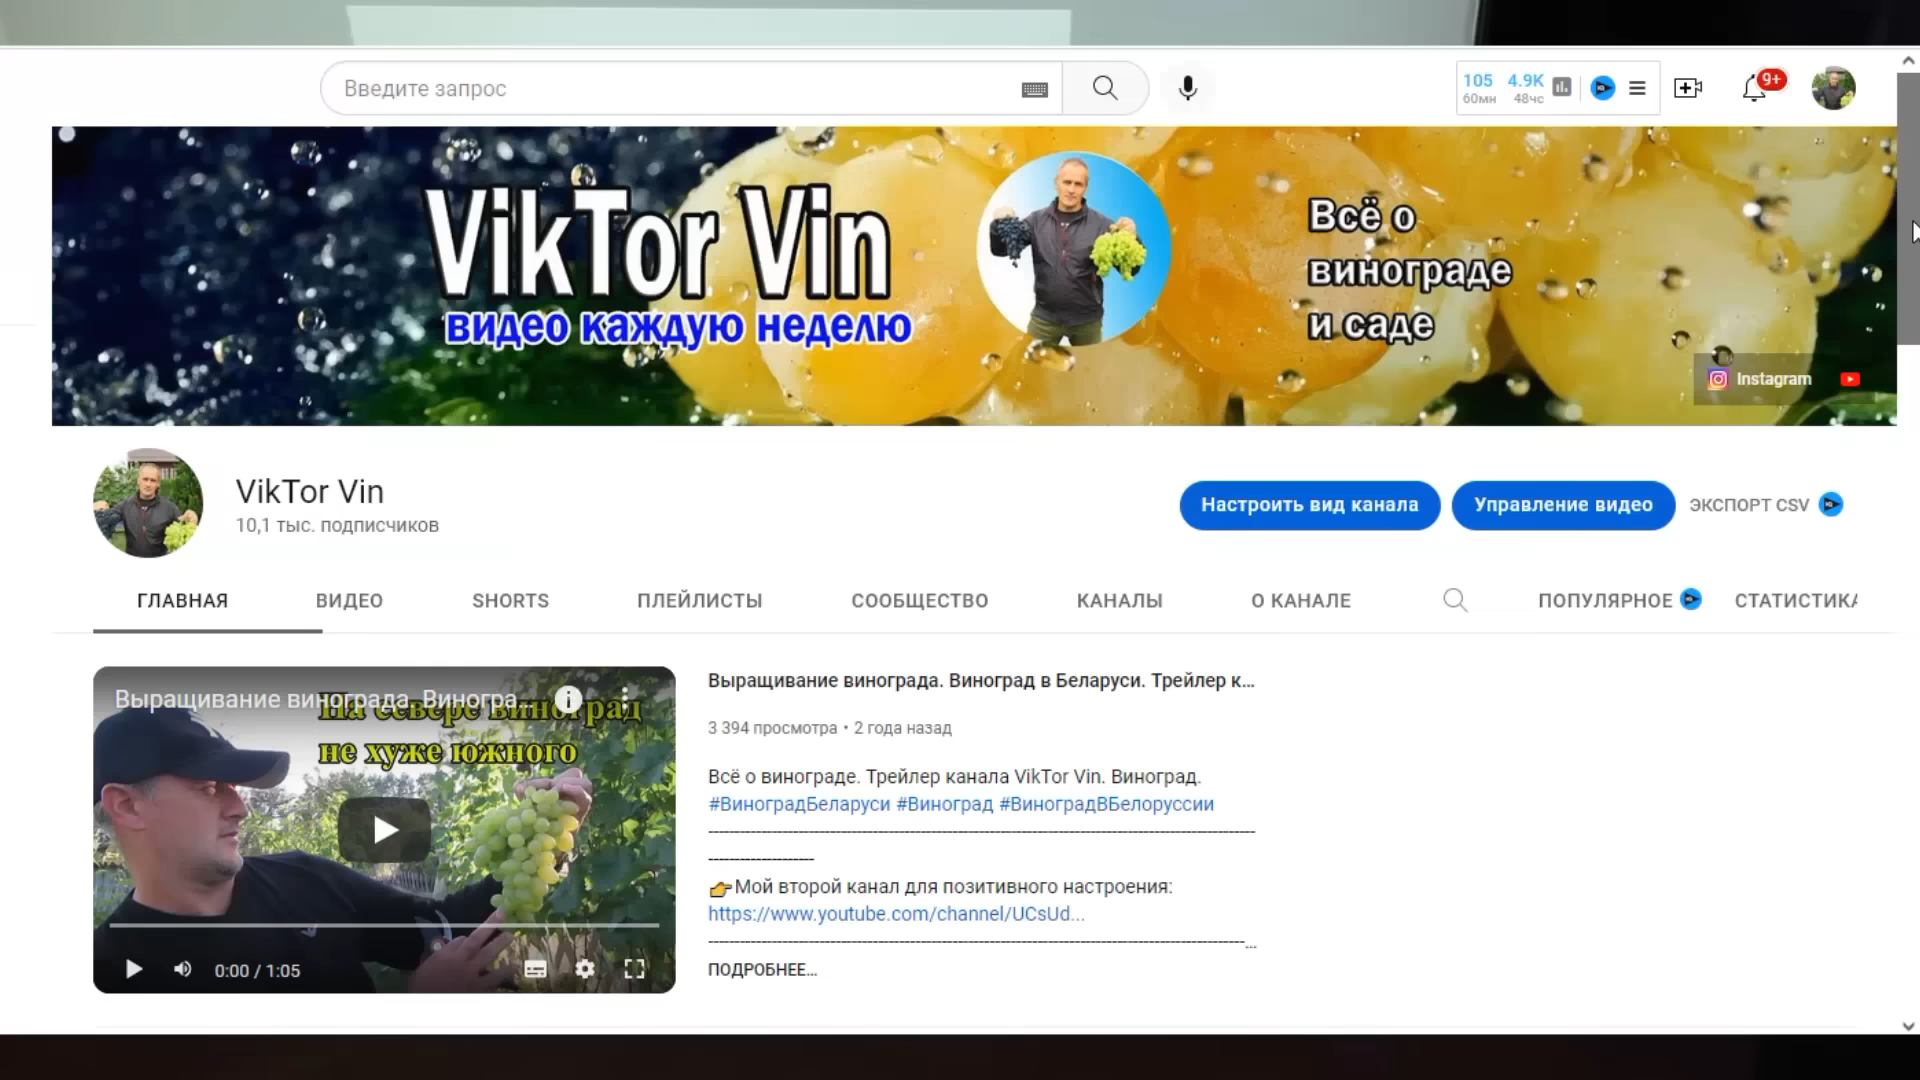 Введите запрос
105 4.9K
60мн 48чс
9+
VikTor Vin
видео каждую неделю
Всё о
винограде
и саде
Instagram
VikTor Vin
10,1 тыс. подписчиков
Настроить вид канала
Управление видео
ЭКСПОРТ CSV
ГЛАВНАЯ ВИДЕО SHORTS ПЛЕЙЛИСТЫ СООБЩЕСТВО КАНАЛЫ О КАНАЛЕ ПОПУЛЯРНОЕ СТАТИСТИКА
Выращивание винограда. Виногра...
На севере виноград
не хуже южного
0:00 / 1:05
Выращивание винограда. Виноград в Беларуси. Трейлер к...
3 394 просмотра • 2 года назад
Всё о винограде. Трейлер канала VikTor Vin. Виноград.
#ВиноградБеларуси #Виноград #ВиноградВБелоруссии
Мой второй канал для позитивного настроения:
https://www.youtube.com/channel/UCsUd...
ПОДРОБНЕЕ...